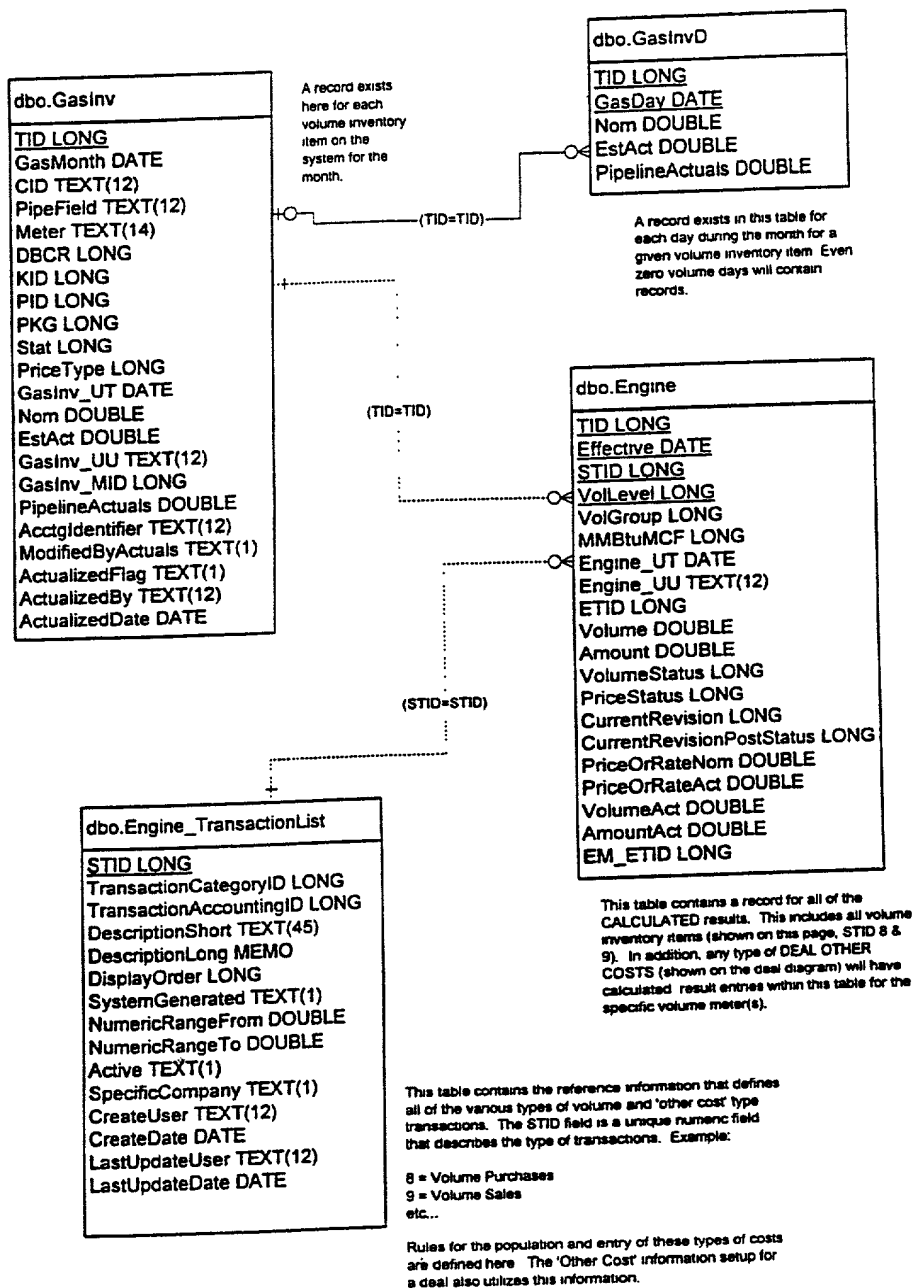 dbo.GasInv
TID LONG
GasMonth DATE
CID TEXT(12)
PipeField TEXT(12)
Meter TEXT(14)
DBCR LONG
KID LONG
PID LONG
PKG LONG
Stat LONG
PriceType LONG
GasInv_UT DATE
Nom DOUBLE
EstAct DOUBLE
GasInv_UU TEXT(12)
GasInv_MID LONG
PipelineActuals DOUBLE
AcctgIdentifier TEXT(12)
ModifiedByActuals TEXT(1)
ActualizedFlag TEXT(1)
ActualizedBy TEXT(12)
ActualizedDate DATE
A record exists
here for each
volume inventory
item on the
system for the
month.
(TID=TID)
dbo.GasInvD
TID LONG
GasDay DATE
Nom DOUBLE
EstAct DOUBLE
PipelineActuals DOUBLE
A record exists in this table for
each day during the month for a
given volume inventory item Even
zero volume days will contain
records.
(TID=TID)
dbo.Engine
TID LONG
Effective DATE
STID LONG
VolLevel LONG
VolGroup LONG
MMBtuMCF LONG
Engine_UT DATE
Engine_UU TEXT(12)
ETID LONG
Volume DOUBLE
Amount DOUBLE
VolumeStatus LONG
PriceStatus LONG
CurrentRevision LONG
CurrentRevisionPostStatus LONG
PriceOrRateNom DOUBLE
PriceOrRateAct DOUBLE
VolumeAct DOUBLE
AmountAct DOUBLE
EM_ETID LONG
(STID=STID)
This table contains a record for all of the
CALCULATED results. This includes all volume
inventory items (shown on this page, STID 8 &
9). In addition, any type of DEAL OTHER
COSTS (shown on the deal diagram) will have
calculated result entries within this table for the
specific volume meter(s).
dbo.Engine_TransactionList
STID LONG
TransactionCategoryID LONG
TransactionAccountingID LONG
DescriptionShort TEXT(45)
DescriptionLong MEMO
DisplayOrder LONG
SystemGenerated TEXT(1)
NumericRangeFrom DOUBLE
NumericRangeTo DOUBLE
Active TEXT(1)
SpecificCompany TEXT(1)
CreateUser TEXT(12)
CreateDate DATE
LastUpdateUser TEXT(12)
LastUpdateDate DATE
This table contains the reference information that defines
all of the various types of volume and 'other cost' type
transactions. The STID field is a unique numeric field
that describes the type of transactions. Example:
8 = Volume Purchases
9 = Volume Sales
etc...
Rules for the population and entry of these types of costs
are defined here The 'Other Cost' information setup for
a deal also utilizes this information.